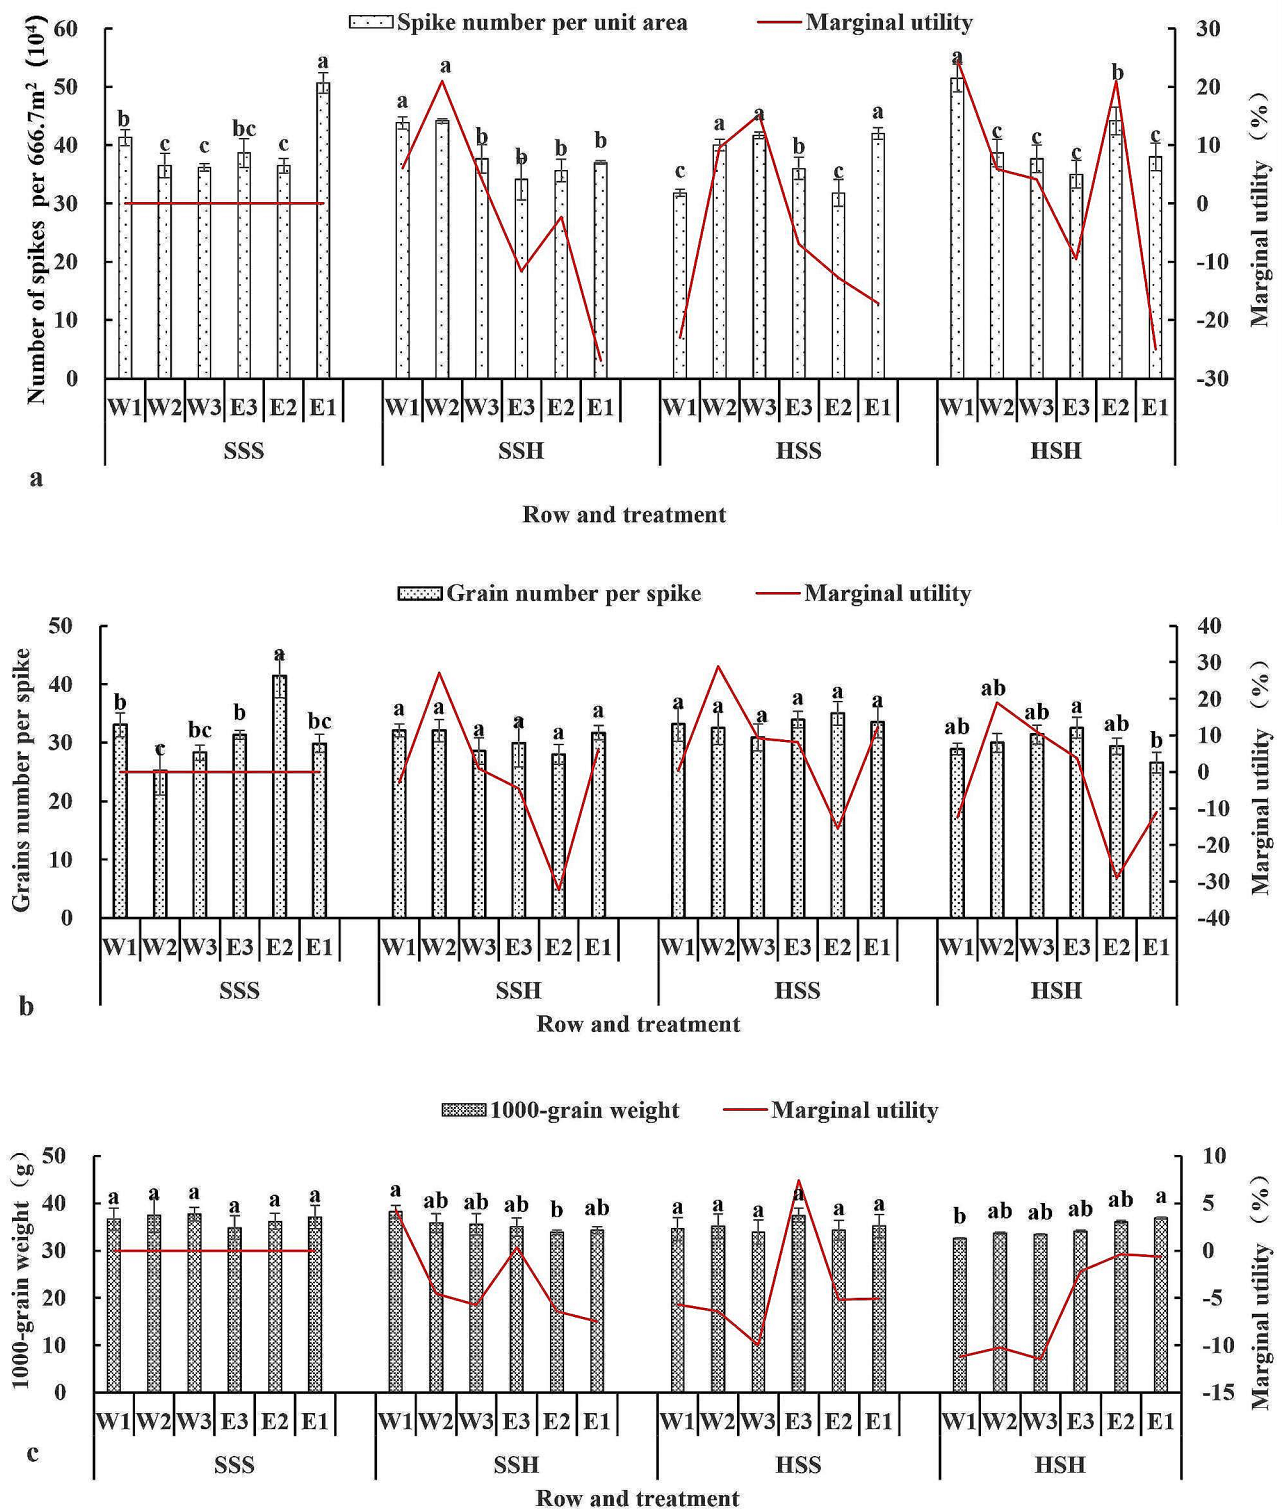 Spike number per unit area Marginal utility
Number of spikes per 666.7m² (10⁴)
60
50
40
30
20
10
0
b c c bc c a
a a b b b b
c a a b c a
a c c c b c
30
20
10
0
-10
-20
-30
Marginal utility (%)
W1 W2 W3 E3 E2 E1 W1 W2 W3 E3 E2 E1 W1 W2 W3 E3 E2 E1 W1 W2 W3 E3 E2 E1
SSS SSH HSS HSH
a
Row and treatment
Grain number per spike Marginal utility
Grains number per spike
50
40
30
20
10
0
b c bc b a bc
a a a a a a
a a a a a a
ab ab ab a ab b
40
30
20
10
0
-10
-20
-30
-40
Marginal utility (%)
W1 W2 W3 E3 E2 E1 W1 W2 W3 E3 E2 E1 W1 W2 W3 E3 E2 E1 W1 W2 W3 E3 E2 E1
SSS SSH HSS HSH
b
Row and treatment
1000-grain weight Marginal utility
1000-grain weight (g)
50
40
30
20
10
0
a a a a a a
a ab ab ab b ab
a a a a a a
b ab ab ab ab a
10
5
0
-5
-10
-15
Marginal utility (%)
W1 W2 W3 E3 E2 E1 W1 W2 W3 E3 E2 E1 W1 W2 W3 E3 E2 E1 W1 W2 W3 E3 E2 E1
SSS SSH HSS HSH
c
Row and treatment